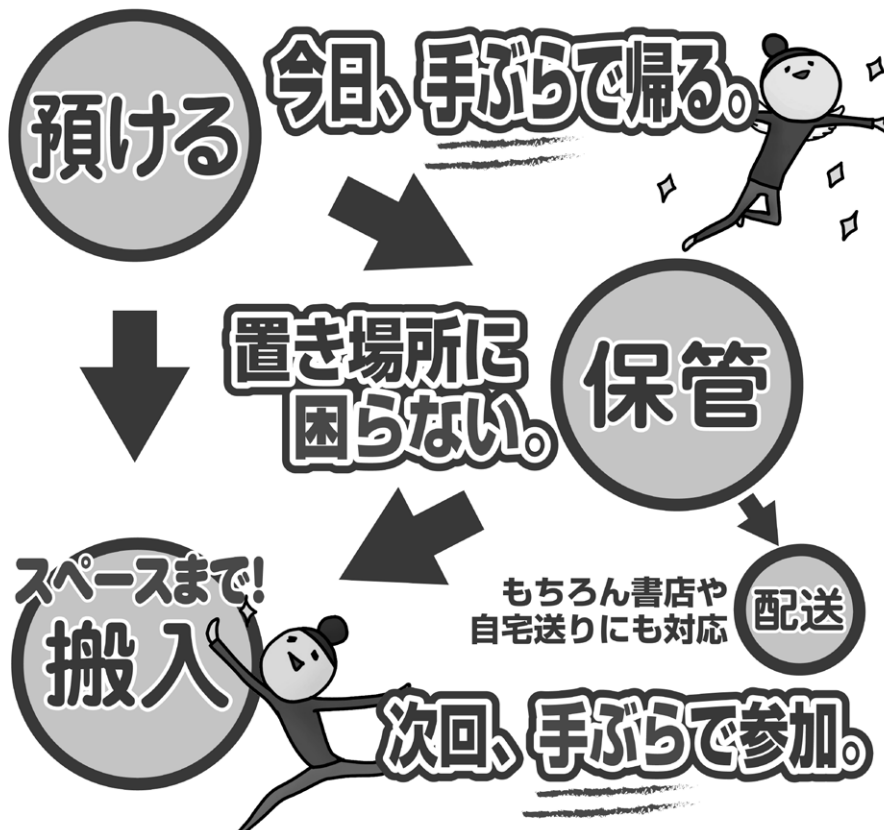 預ける
今日、手ぶらで帰る。
置き場所に
困らない。
保管
スペースまで!
搬入
もちろん書店や
自宅送りにも対応
配送
次回、手ぶらで参加。